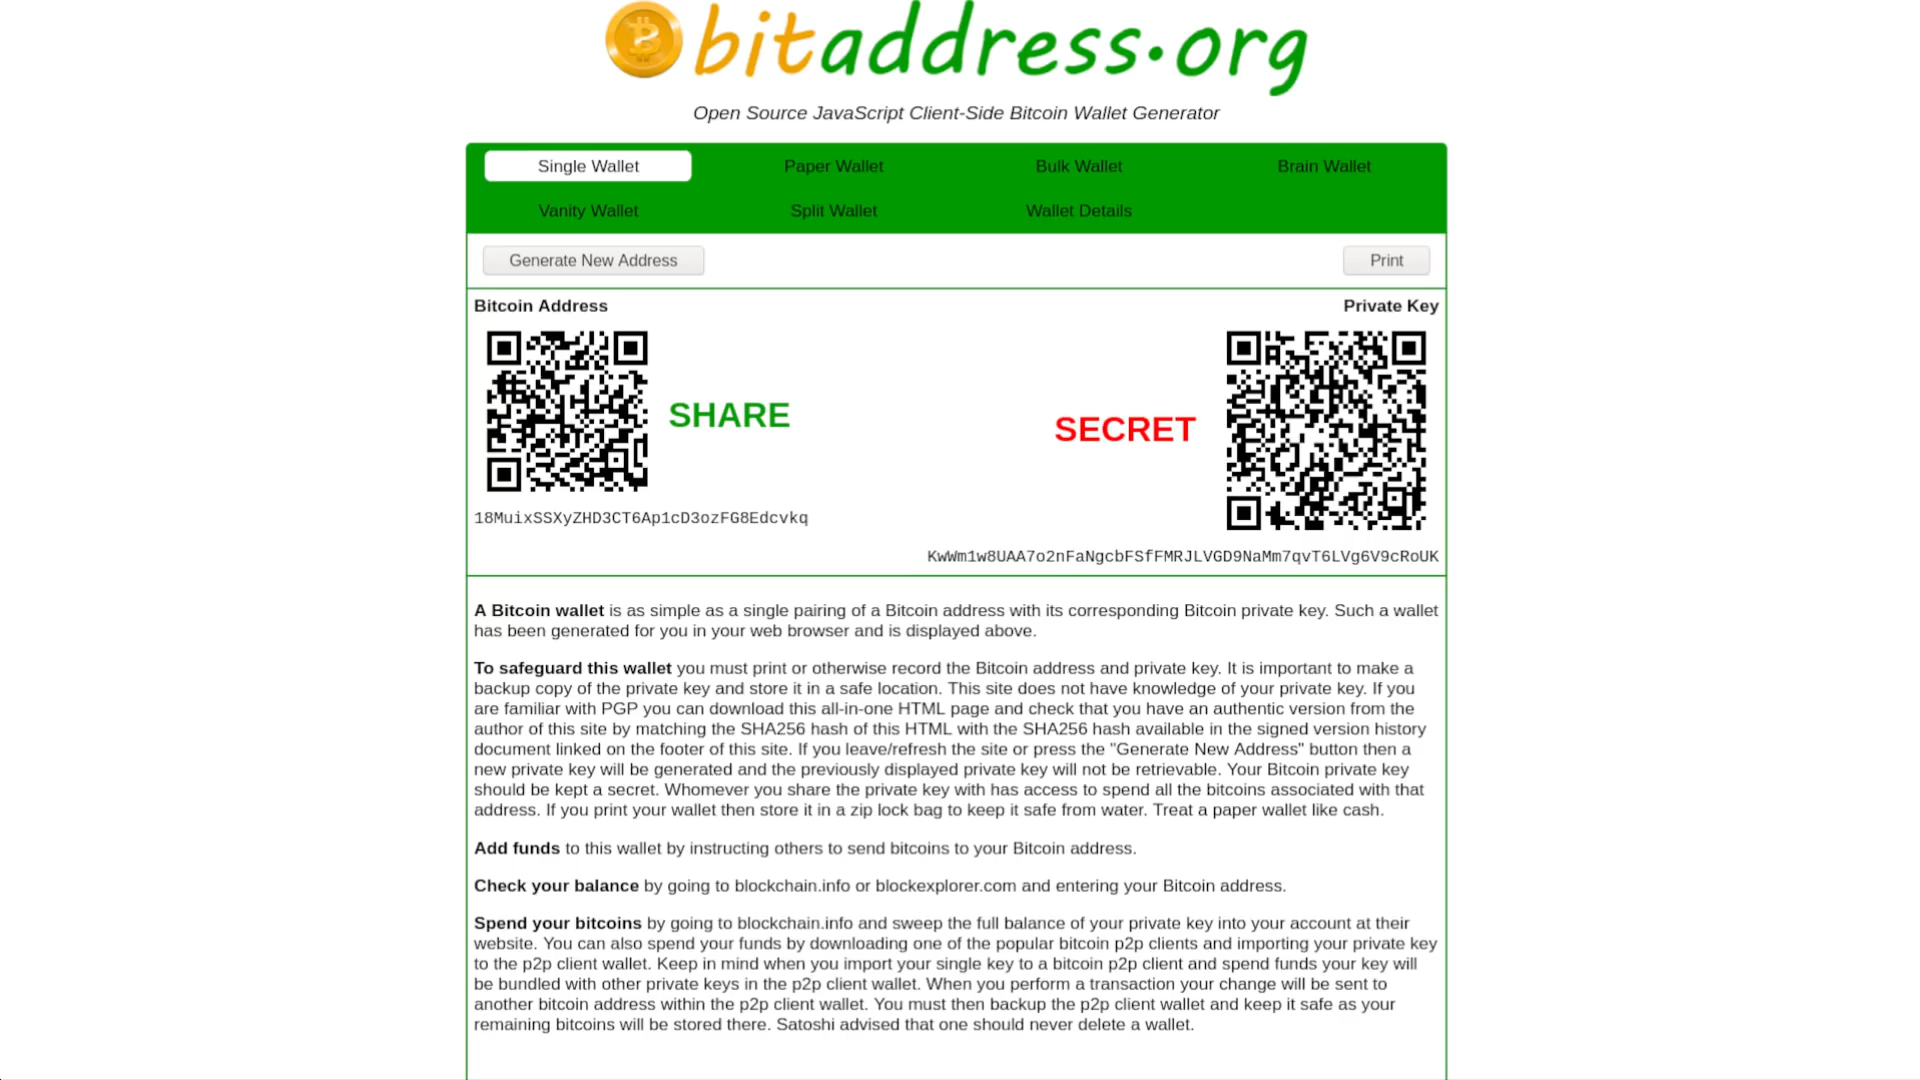 bitaddress.org
Open Source JavaScript Client-Side Bitcoin Wallet Generator
Single Wallet
Paper Wallet
Bulk Wallet
Brain Wallet
Vanity Wallet
Split Wallet
Wallet Details
Generate New Address
Print
Bitcoin Address
Private Key
SHARE
SECRET
18MuixSSXyZHD3CT6Ap1cD3ozFG8Edcvkq
KwWm1w8UAA7o2nFaNgcbFSfFMRJLVGD9NaMm7qvT6LVg6V9cRoUK
A Bitcoin wallet is as simple as a single pairing of a Bitcoin address with its corresponding Bitcoin private key. Such a wallet
has been generated for you in your web browser and is displayed above.
To safeguard this wallet you must print or otherwise record the Bitcoin address and private key. It is important to make a
backup copy of the private key and store it in a safe location. This site does not have knowledge of your private key. If you
are familiar with PGP you can download this all-in-one HTML page and check that you have an authentic version from the
author of this site by matching the SHA256 hash of this HTML with the SHA256 hash available in the signed version history
document linked on the footer of this site. If you leave/refresh the site or press the "Generate New Address" button then a
new private key will be generated and the previously displayed private key will not be retrievable. Your Bitcoin private key
should be kept a secret. Whomever you share the private key with has access to spend all the bitcoins associated with that
address. If you print your wallet then store it in a zip lock bag to keep it safe from water. Treat a paper wallet like cash.
Add funds to this wallet by instructing others to send bitcoins to your Bitcoin address.
Check your balance by going to blockchain.info or blockexplorer.com and entering your Bitcoin address.
Spend your bitcoins by going to blockchain.info and sweep the full balance of your private key into your account at their
website. You can also spend your funds by downloading one of the popular bitcoin p2p clients and importing your private key
to the p2p client wallet. Keep in mind when you import your single key to a bitcoin p2p client and spend funds your key will
be bundled with other private keys in the p2p client wallet. When you perform a transaction your change will be sent to
another bitcoin address within the p2p client wallet. You must then backup the p2p client wallet and keep it safe as your
remaining bitcoins will be stored there. Satoshi advised that one should never delete a wallet.